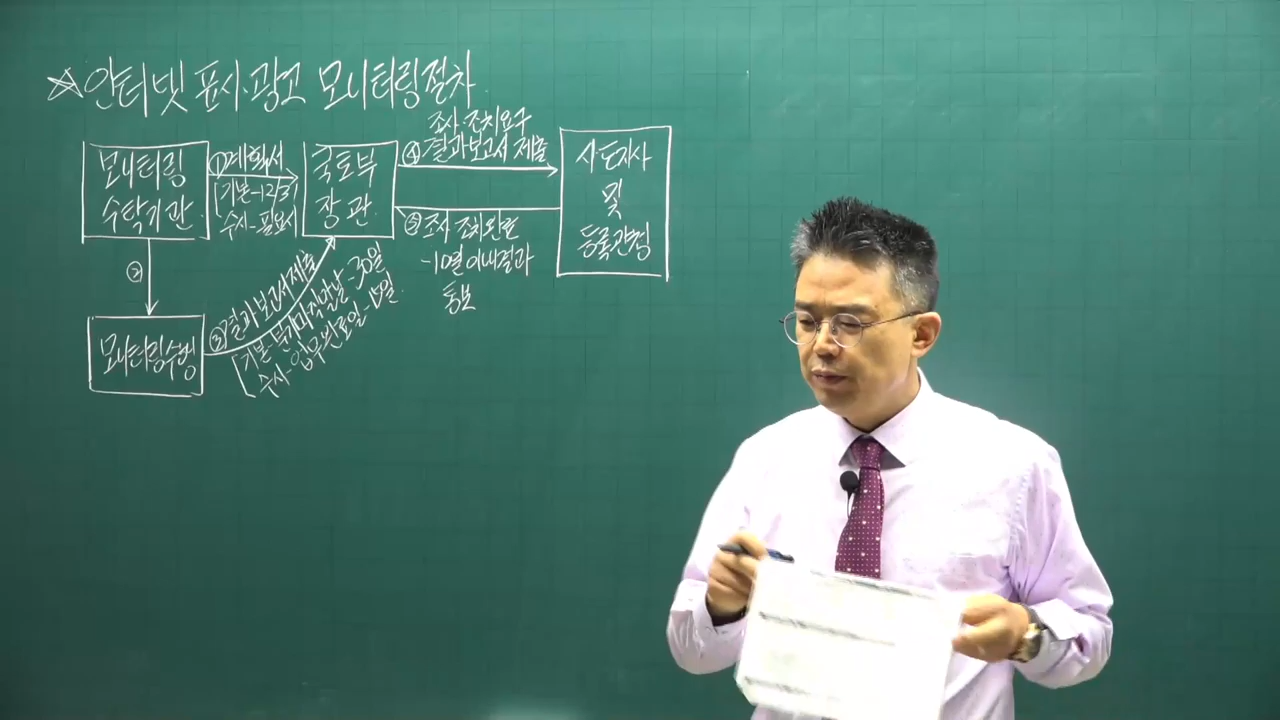 ☆ 인터넷 표시·광고 모니터링 절차
모니터링
수탁기관
①계획서
기본-12/31
수시-필요시
국토부
장관
조사·조치요구
④결과보고서 제출
시·도지사
및
등록관청
⑤조사 조치완료
-10일이내결과
통보
②
모니터링수행
③결과보고서제출
기본-분기마지막날-30일
수시-업무완료일-15일